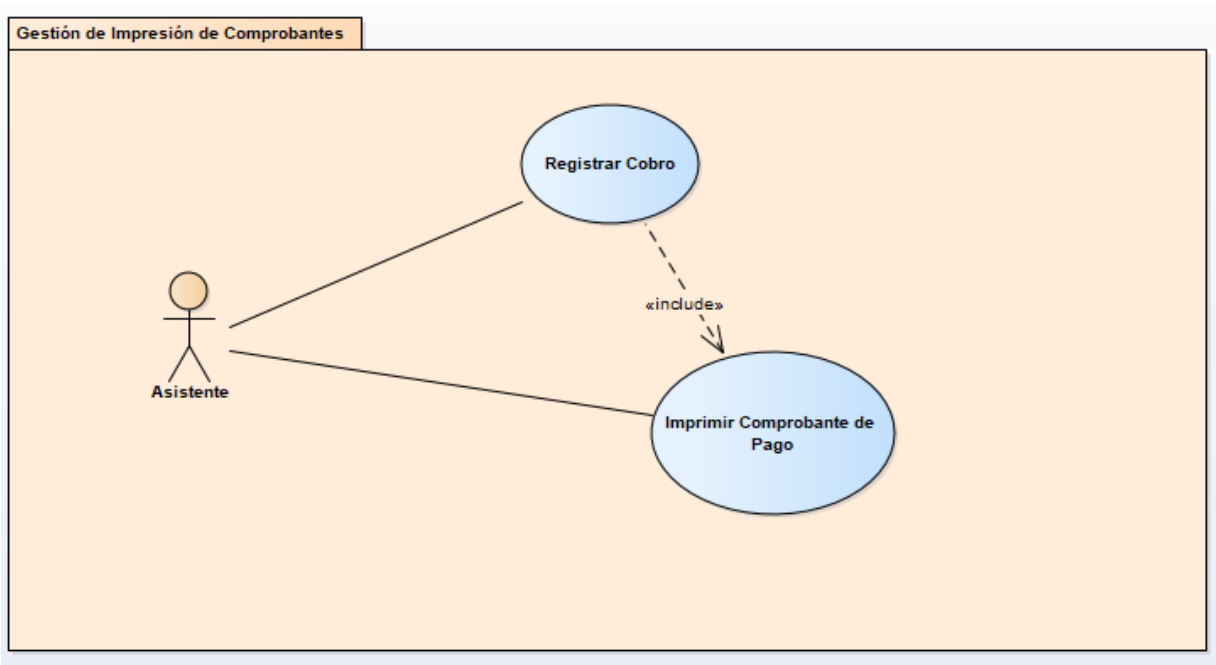 Gestión de Impresión de Comprobantes
Registrar Cobro
«include»
Asistente
Imprimir Comprobante de
Pago